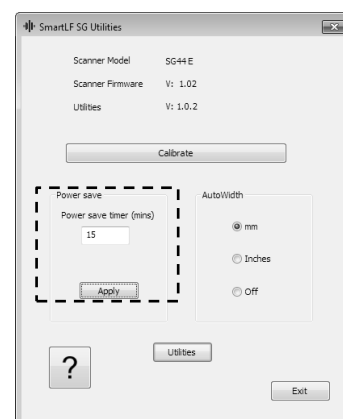 SmartLF SG Utilities
Scanner Model SG44 E
Scanner Firmware V: 1.02
Utilities V: 1.0.2
Calibrate
Power save
Power save timer (mins)
15
Apply
AutoWidth
mm
Inches
Off
?
Utilities
Exit